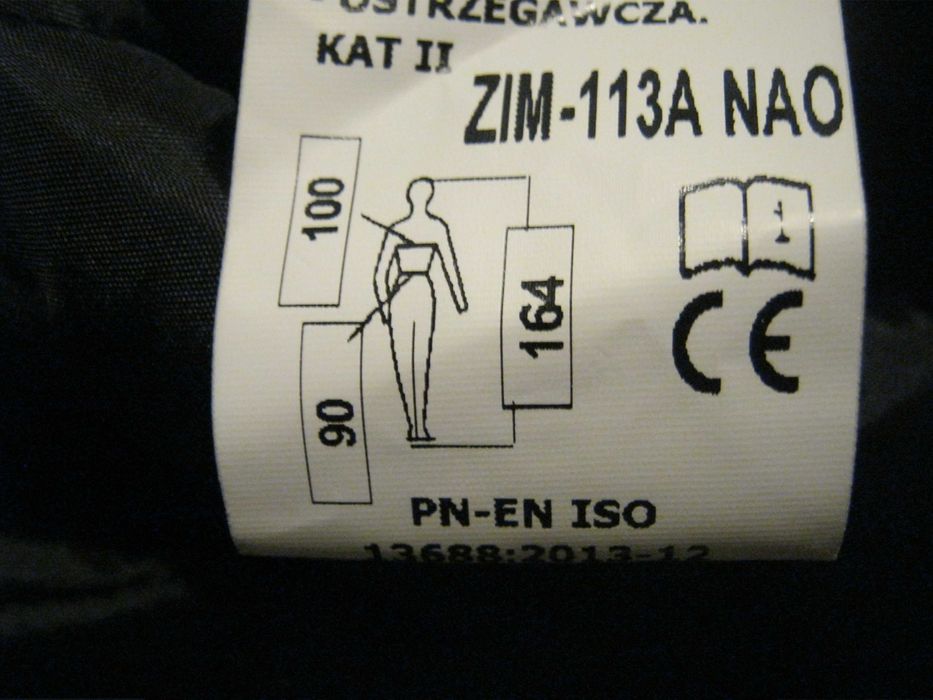 OSTRZEGAWCZA.
KAT II
ZIM-113A NAO
100
164
90
CE
PN-EN ISO
13688:2013-12